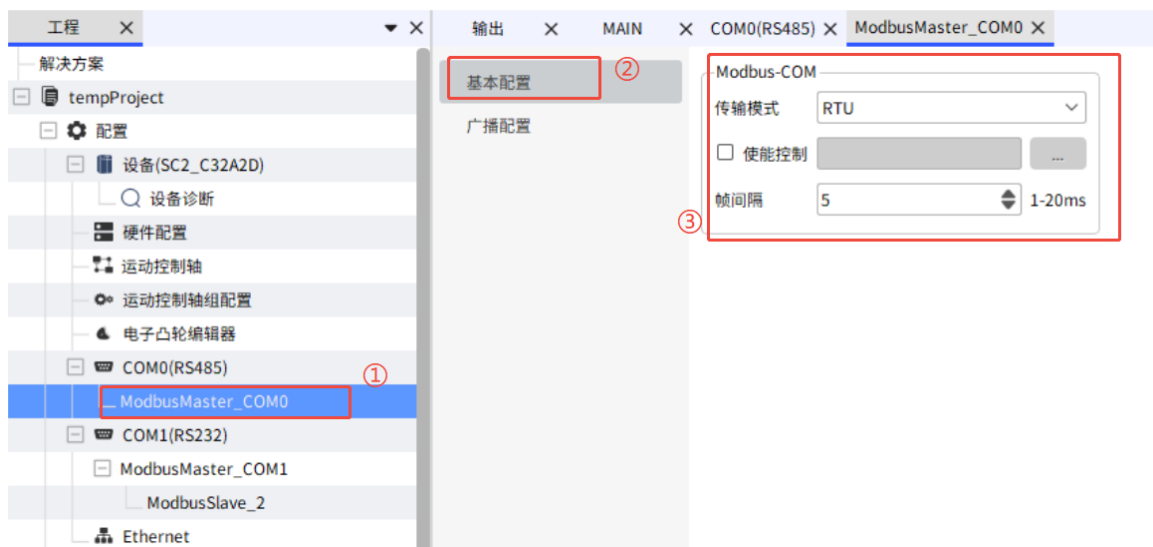 工程
输出
MAIN
COM0(RS485)
ModbusMaster_COM0
解决方案
tempProject
配置
设备(SC2_C32A2D)
设备诊断
硬件配置
运动控制轴
运动控制轴组配置
电子凸轮编辑器
COM0(RS485)
①
ModbusMaster_COM0
COM1(RS232)
ModbusMaster_COM1
ModbusSlave_2
Ethernet
基本配置
②
广播配置
Modbus-COM
传输模式 RTU
使能控制 ...
帧间隔 5 1-20ms
③